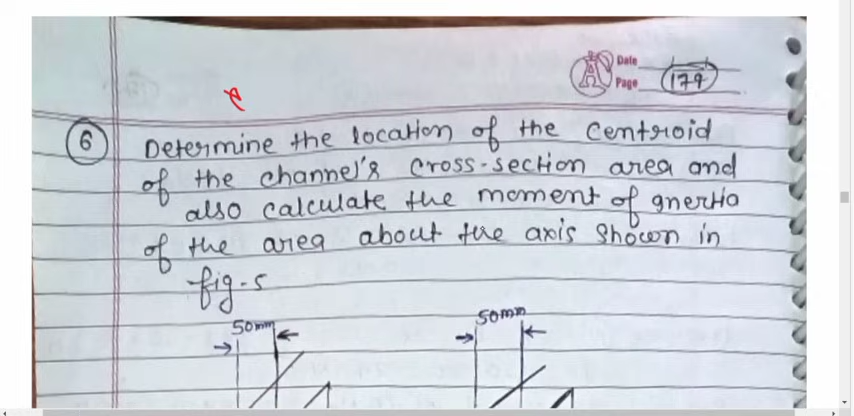 Date
Page 179
6 Determine the location of the centroid
of the channel's cross-section area and
also calculate the moment of gnertia
of the area about the axis shown in
fig-5
50mm 50mm